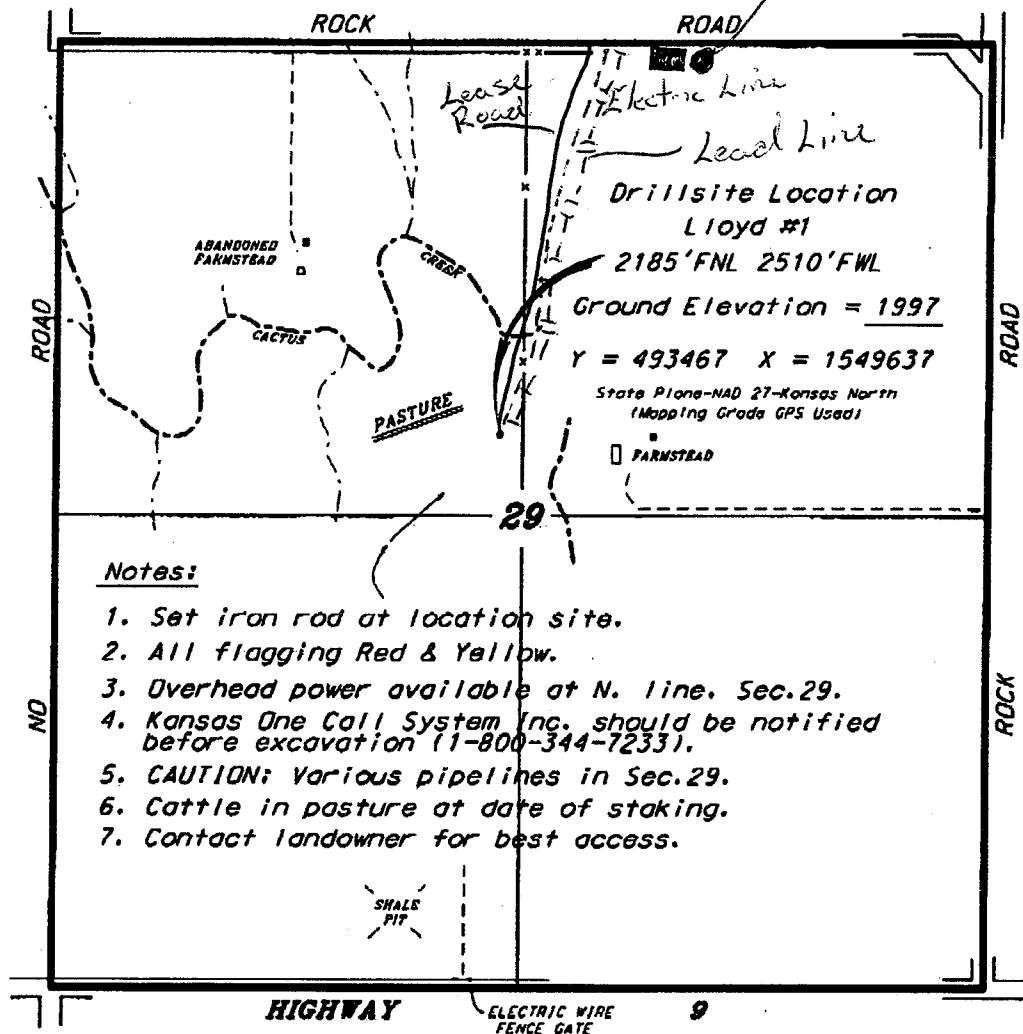 ROCK ROAD
Lease
Road
Electric Line
Lead Line
Drillsite Location
Lloyd #1
2185'FNL 2510'FWL
Ground Elevation = 1997
Y = 493467 X = 1549637
State Plane-NAD 27-Kansas North
(Mapping Grade GPS Used)
ABANDONED
FARMSTEAD
CREEK
CACTUS
PASTURE
FARMSTEAD
ROAD
ROAD
29
Notes:
1. Set iron rod at location site.
2. All flagging Red & Yellow.
3. Overhead power available at N. line, Sec.29.
4. Kansas One Call System Inc. should be notified
before excavation (1-800-344-7233).
5. CAUTION: Various pipelines in Sec.29.
6. Cattle in pasture at date of staking.
7. Contact landowner for best access.
NO
ROCK
SHALE
PIT
HIGHWAY 9
ELECTRIC WIRE
FENCE GATE